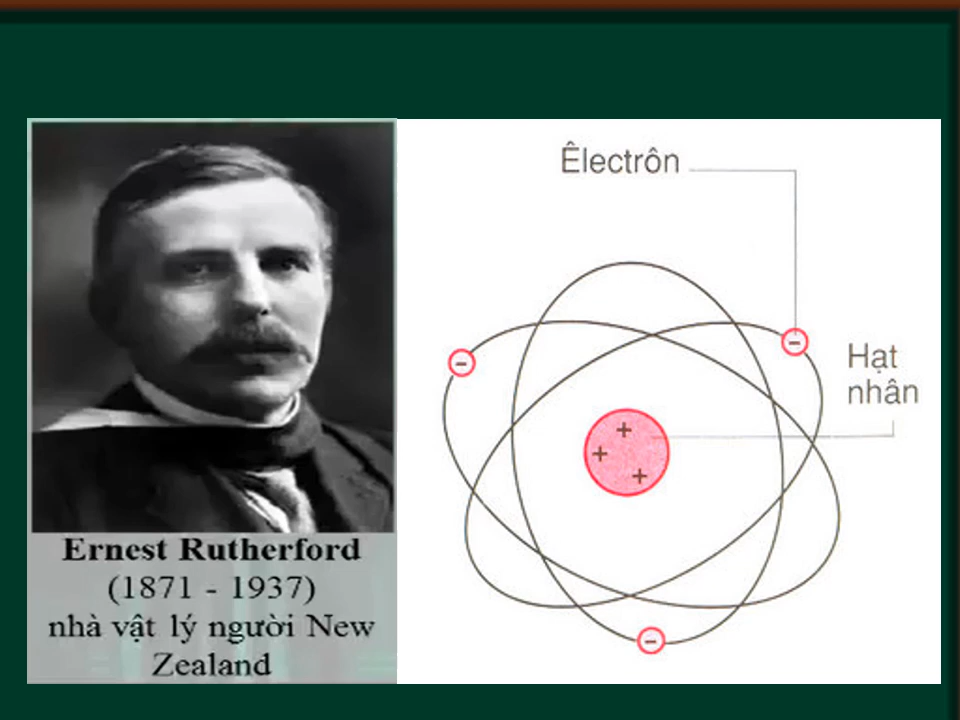 Ernest Rutherford
(1871 - 1937)
nhà vật lý người New
Zealand
Êlectrôn
Hạt
nhân
-
-
+
+
+
-